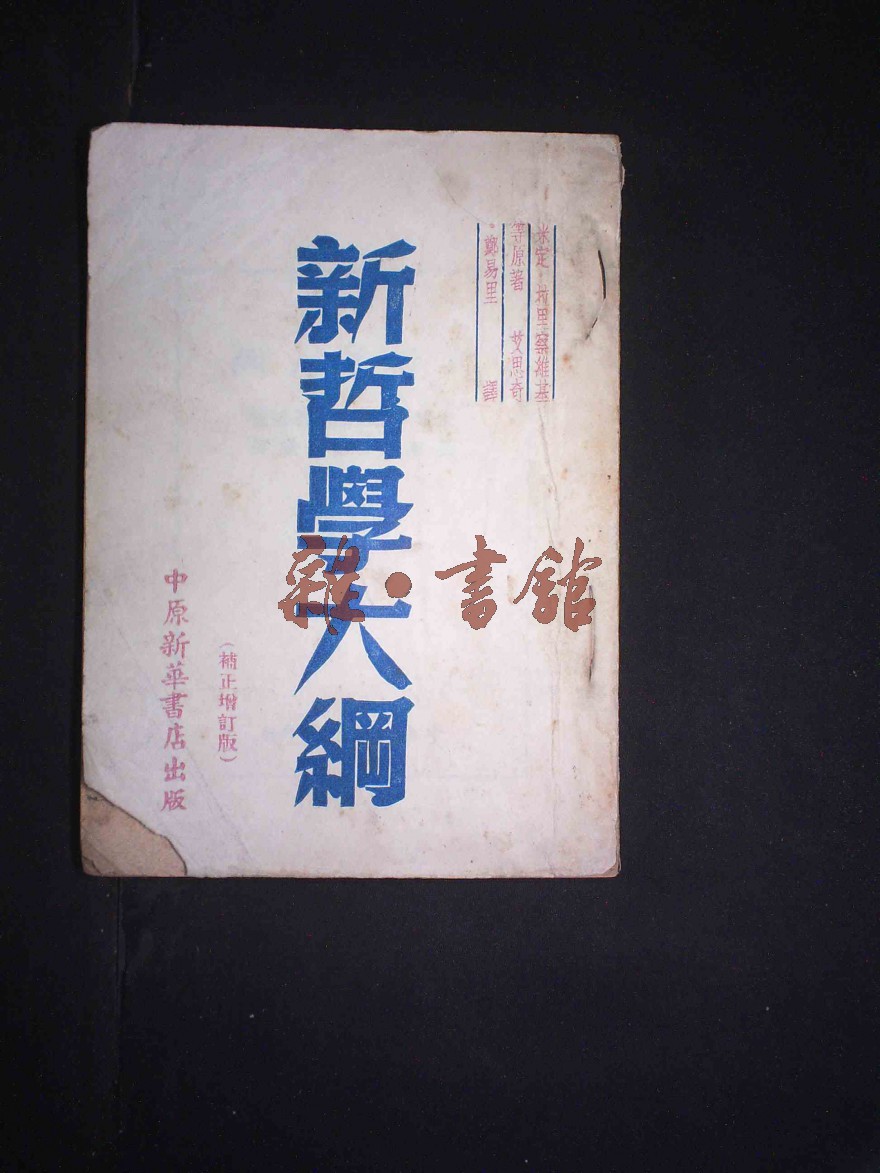 米定·拉里察維基
等原著 艾思奇
·鄭易里 譯
新哲學大綱
(補正增訂版)
中原新華書店出版
雜·書館